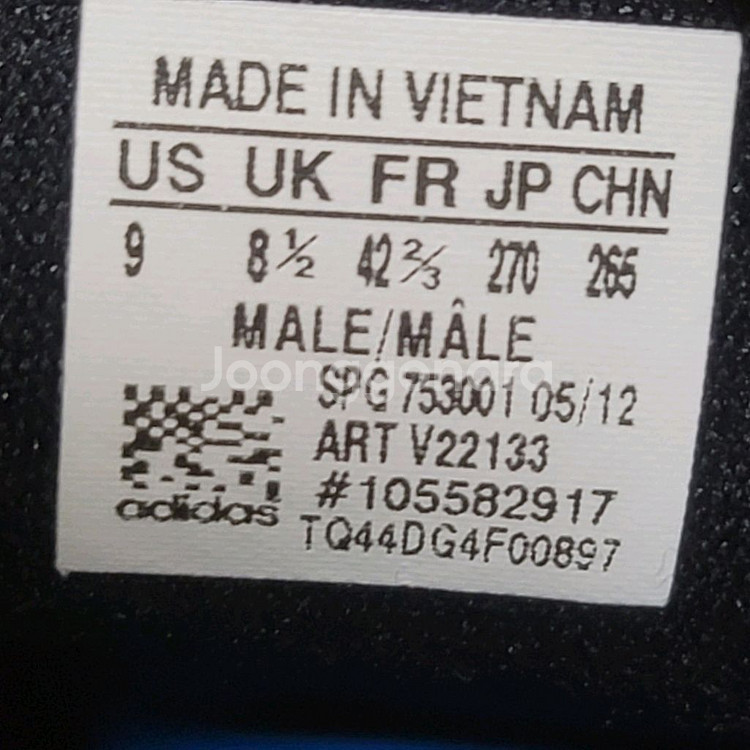 MADE IN VIETNAM
US UK FR JP CHN
9 8½ 42⅔ 270 265
MALE/MÂLE
Joonggonara
SPG 753001 05/12
ART V22133
#105582917
adidas
TQ44DG4F00897